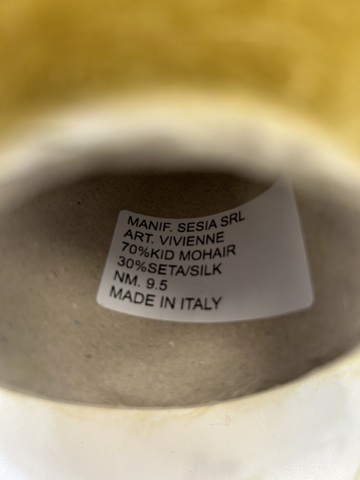 MANIF. SESIA SRL
ART. VIVIENNE
70%KID MOHAIR
30%SETA/SILK
NM. 9.5
MADE IN ITALY